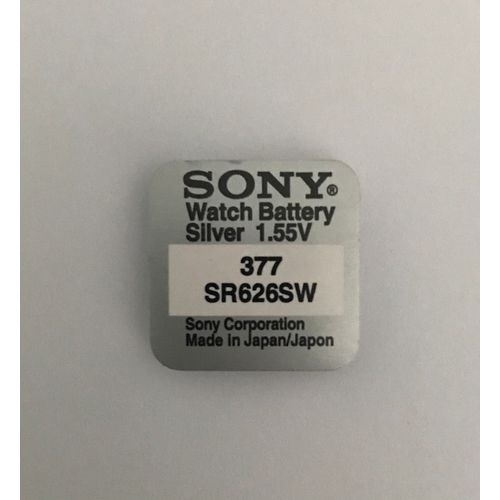 SONY®
Watch Battery
Silver 1.55V
377
SR626SW
Sony Corporation
Made in Japan/Japon